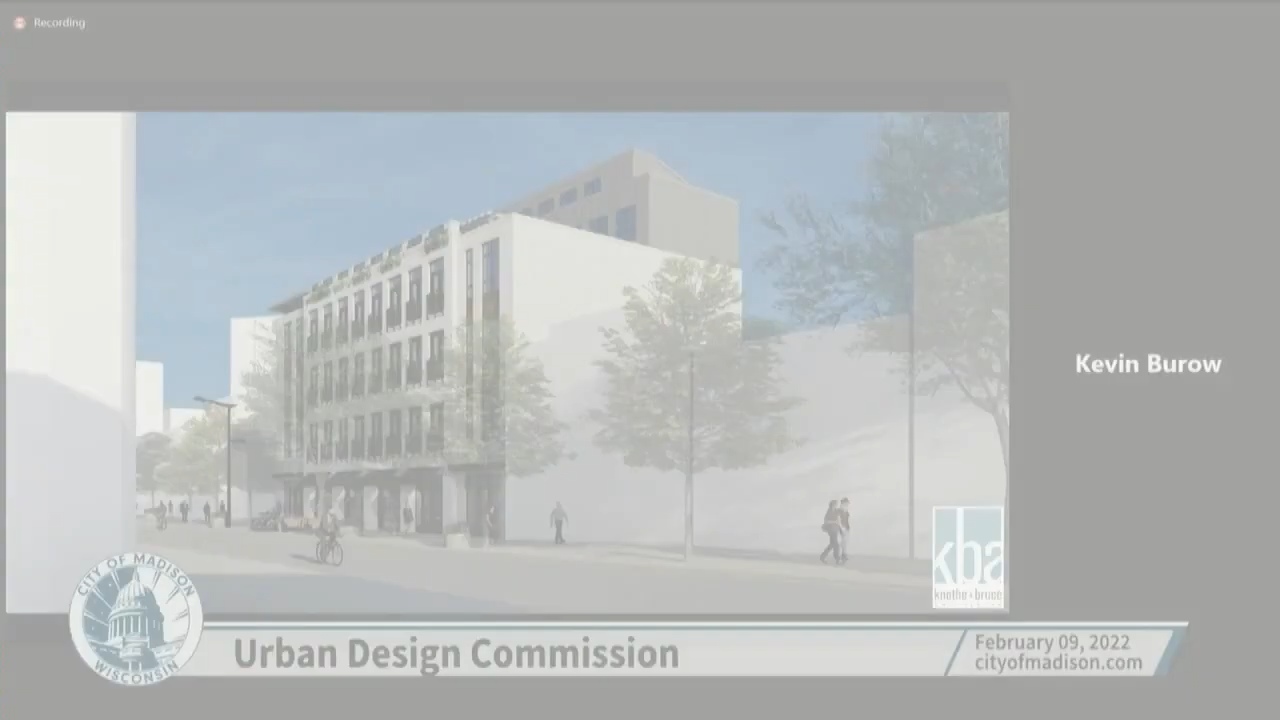 Recording
Kevin Burow
kba
knothe • bruce
CITY OF MADISON
WISCONSIN
Urban Design Commission
February 09, 2022
cityofmadison.com